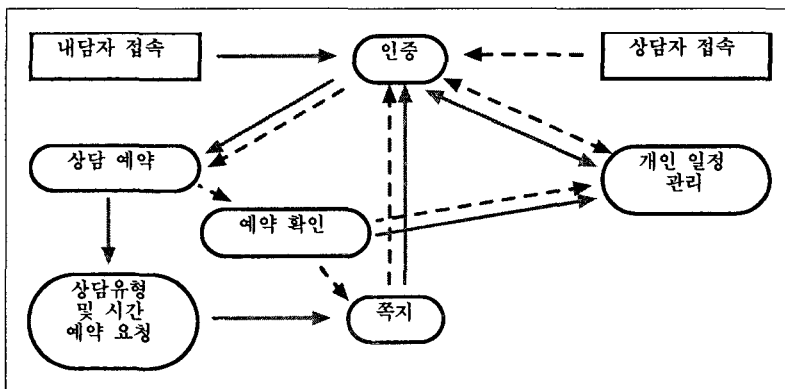 내담자 접속
인증
상담자 접속
상담 예약
개인 일정
관리
예약 확인
상담유형
및 시간
예약 요청
쪽지